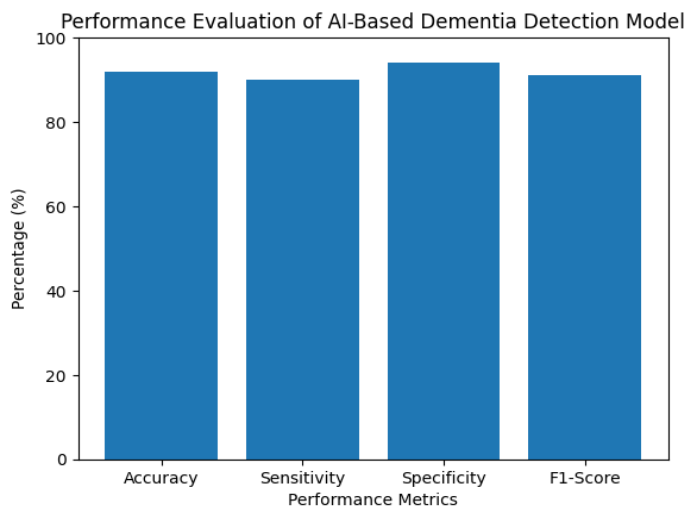 Performance Evaluation of AI-Based Dementia Detection Model
100
80
60
40
20
0
Percentage (%)
Accuracy Sensitivity Specificity F1-Score
Performance Metrics